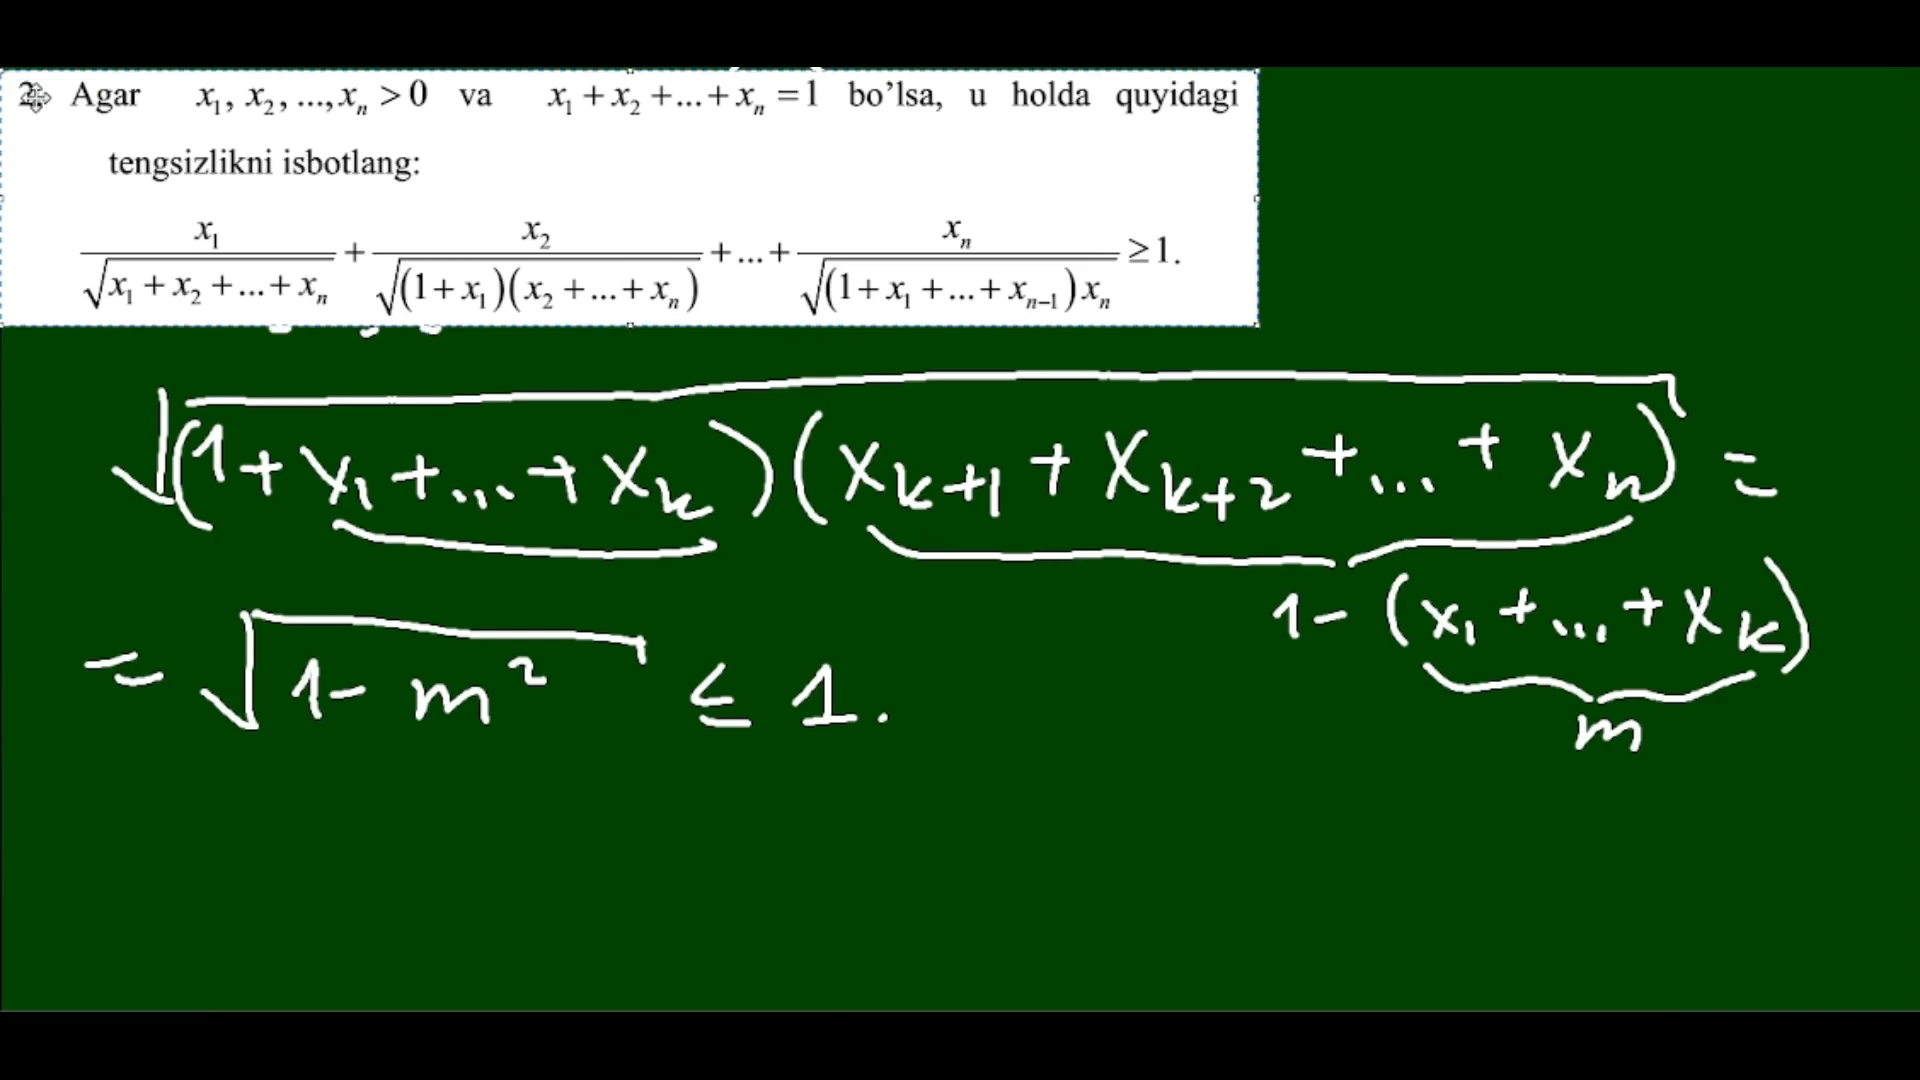 2. Agar x₁, x₂, ..., xₙ > 0 va x₁ + x₂ + ... + xₙ = 1 bo’lsa, u holda quyidagi
tengsizlikni isbotlang:
x₁/√(x₁ + x₂ + ... + xₙ) + x₂/√((1 + x₁)(x₂ + ... + xₙ)) + ... + xₙ/√((1 + x₁ + ... + xₙ₋₁)xₙ) ≥ 1.
√((1 + x₁ + ... + xₖ)(xₖ₊₁ + xₖ₊₂ + ... + xₙ)) =
1 - (x₁ + ... + xₖ)
= √(1 - m²) ≤ 1.
m